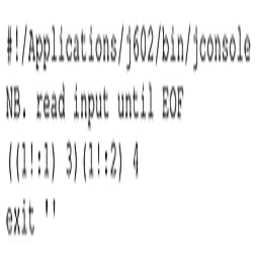 #!/Applications/j602/bin/jconsole
NB. read input until EOF
((1!:1) 3)(1!:2) 4
exit ''